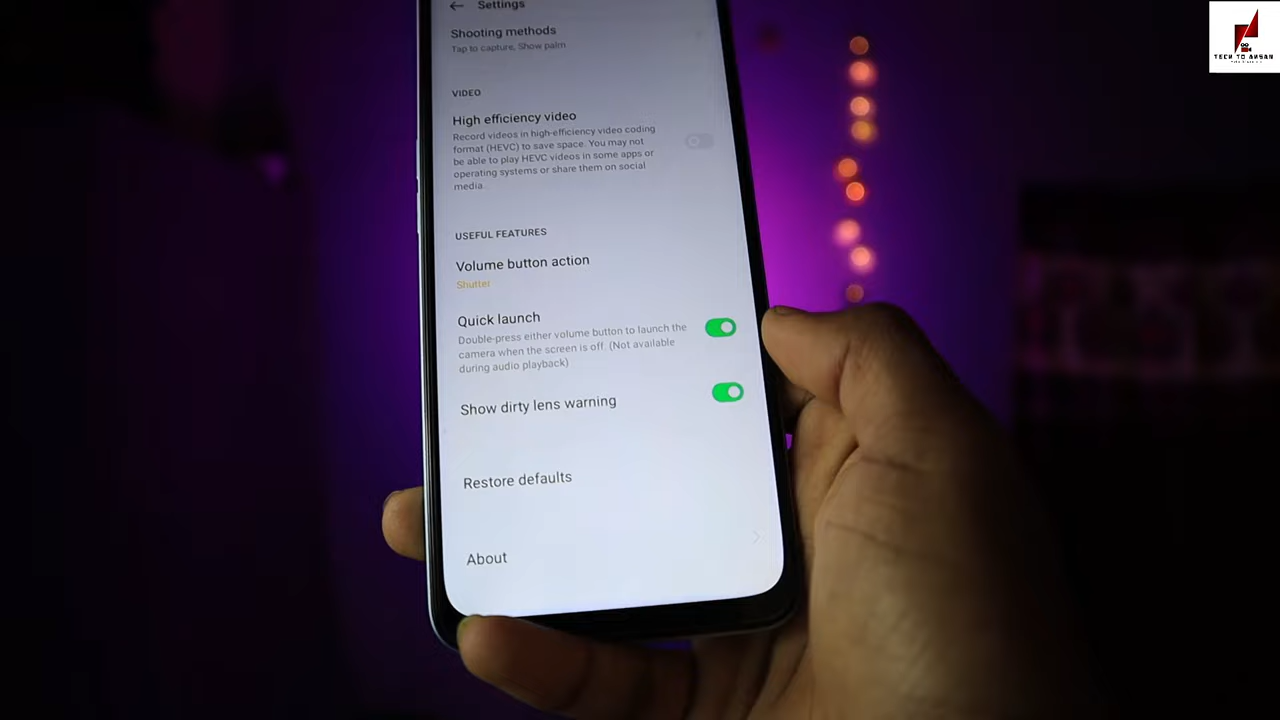 Settings
Shooting methods
Tap to capture, Show palm
VIDEO
High efficiency video
Record videos in high-efficiency video coding
format (HEVC) to save space. You may not
be able to play HEVC videos in some apps or
operating systems or share them on social
media.
USEFUL FEATURES
Volume button action
Shutter
Quick launch
Double-press either volume button to launch the
camera when the screen is off. (Not available
during audio playback)
Show dirty lens warning
Restore defaults
About
TECH TO AHSAN